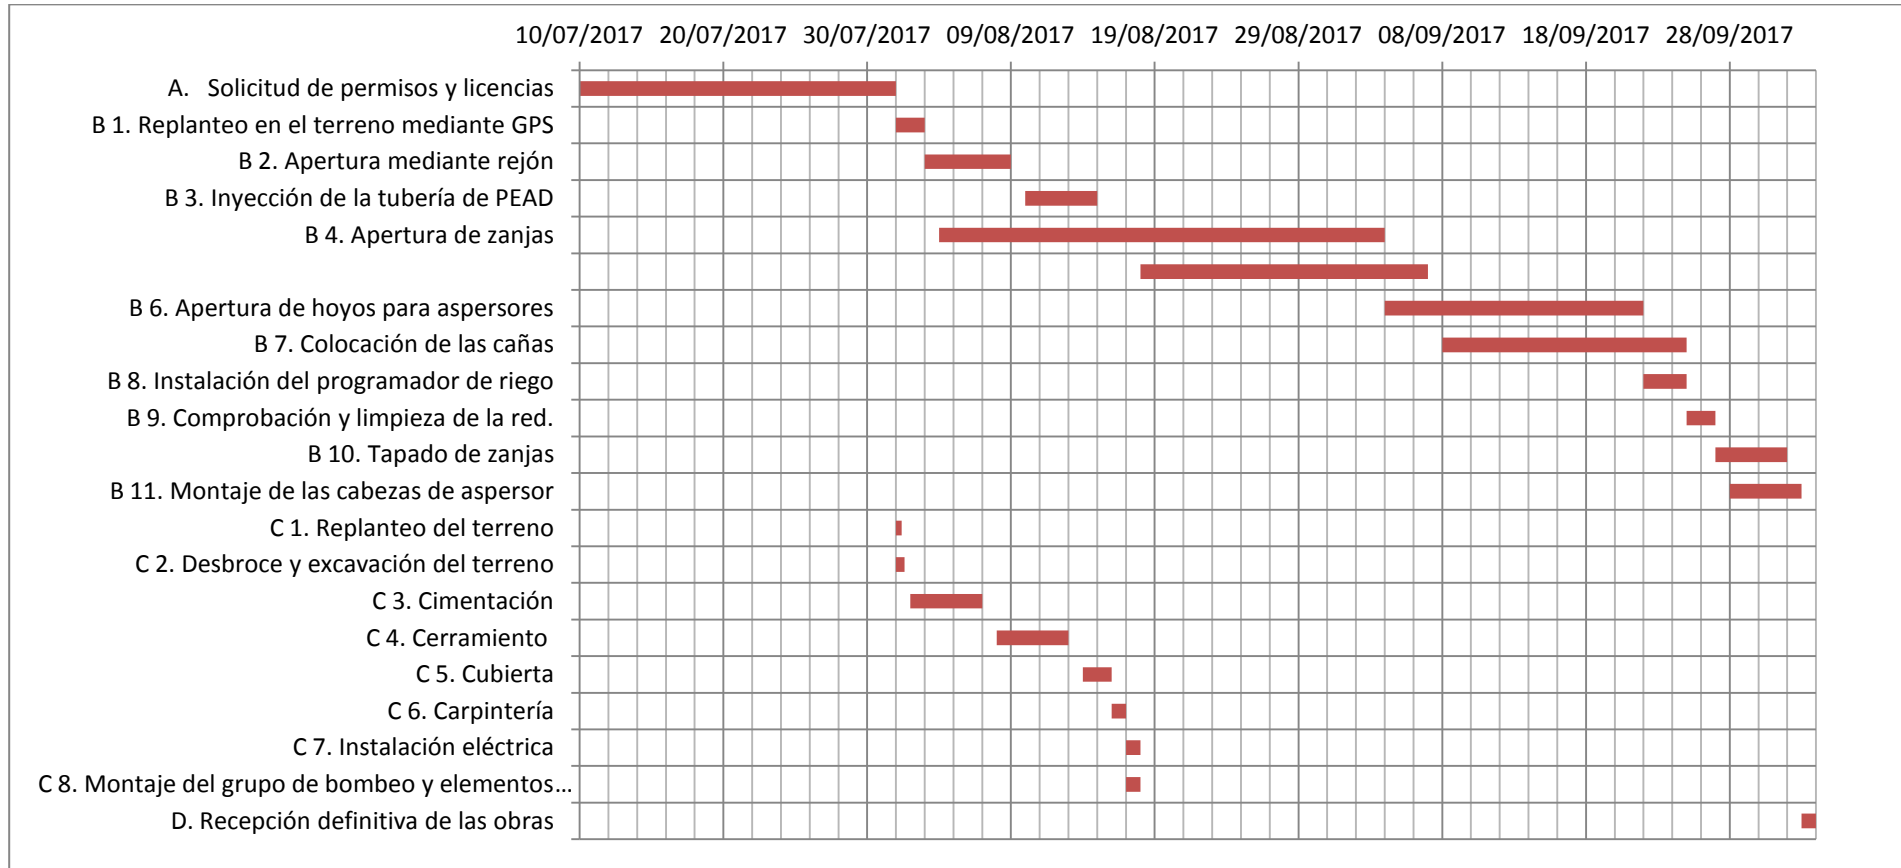 10/07/2017 20/07/2017 30/07/2017 09/08/2017 19/08/2017 29/08/2017 08/09/2017 18/09/2017 28/09/2017
A. Solicitud de permisos y licencias
B 1. Replanteo en el terreno mediante GPS
B 2. Apertura mediante rejón
B 3. Inyección de la tubería de PEAD
B 4. Apertura de zanjas
B 6. Apertura de hoyos para aspersores
B 7. Colocación de las cañas
B 8. Instalación del programador de riego
B 9. Comprobación y limpieza de la red.
B 10. Tapado de zanjas
B 11. Montaje de las cabezas de aspersor
C 1. Replanteo del terreno
C 2. Desbroce y excavación del terreno
C 3. Cimentación
C 4. Cerramiento
C 5. Cubierta
C 6. Carpintería
C 7. Instalación eléctrica
C 8. Montaje del grupo de bombeo y elementos...
D. Recepción definitiva de las obras